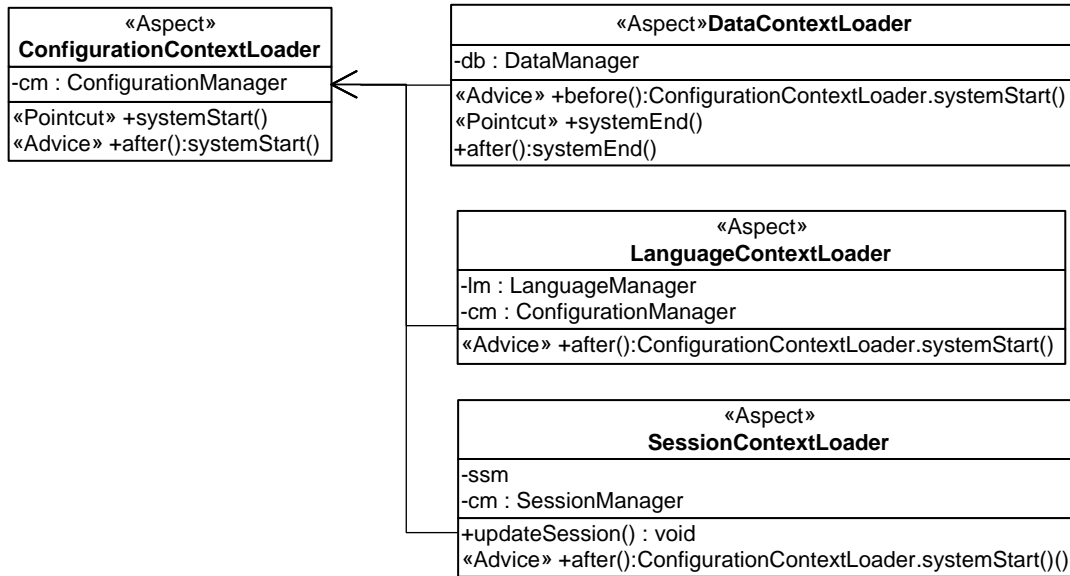 «Aspect»
ConfigurationContextLoader
-cm : ConfigurationManager
«Pointcut» +systemStart()
«Advice» +after():systemStart()
«Aspect»DataContextLoader
-db : DataManager
«Advice» +before():ConfigurationContextLoader.systemStart()
«Pointcut» +systemEnd()
+after():systemEnd()
«Aspect»
LanguageContextLoader
-lm : LanguageManager
-cm : ConfigurationManager
«Advice» +after():ConfigurationContextLoader.systemStart()
«Aspect»
SessionContextLoader
-ssm
-cm : SessionManager
+updateSession() : void
«Advice» +after():ConfigurationContextLoader.systemStart()()